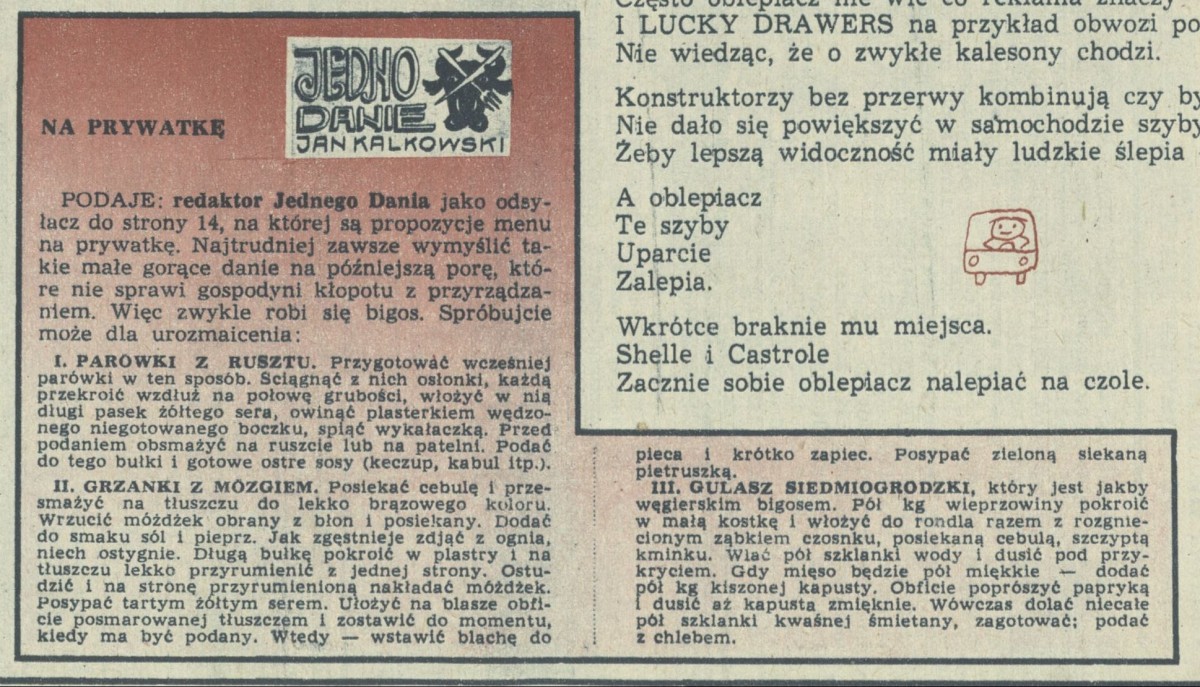 NA PRYWATKĘ
JEDNO
DANIE
JAN KALKOWSKI
PODAJE: redaktor Jednego Dania jako odsy-
łacz do strony 14, na której są propozycje menu
na prywatkę. Najtrudniej zawsze wymyślić ta-
kie małe gorące danie na późniejszą porę, któ-
re nie sprawi gospodyni kłopotu z przyrządza-
niem. Więc zwykle robi się bigos. Spróbujcie
może dla urozmaicenia:
I. PARÓWKI Z RUSZTU. Przygotować wcześniej
parówki w ten sposób. Ściągnąć z nich osłonki, każdą
przekroić wzdłuż na połowę grubości, włożyć w nią
długi pasek żółtego sera, owinąć plasterkiem wędzo-
nego niegotowanego boczku, spiąć wykałaczką. Przed
podaniem obsmażyć na ruszcie lub na patelni. Podać
do tego bułki i gotowe ostre sosy (keczup, kabul itp.).
II. GRZANKI Z MÓZGIEM. Posiekać cebulę i prze-
smażyć na tłuszczu do lekko brązowego koloru.
Wrzucić móżdżek obrany z błon i posiekany. Dodać
do smaku sól i pieprz. Jak zgęstnieje zdjąć z ognia,
niech ostygnie. Długą bułkę pokroić w plastry i na
tłuszczu lekko przyrumienić z jednej strony. Ostu-
dzić i na stronę przyrumienioną nakładać móżdżek.
Posypać tartym żółtym serem. Ułożyć na blasze obfi-
cie posmarowanej tłuszczem i zostawić do momentu,
kiedy ma być podany. Wtedy — wstawić blachę do
pieca i krótko zapiec. Posypać zieloną siekaną
pietruszką.
III. GULASZ SIEDMIOGRODZKI, który jest jakby
węgierskim bigosem. Pół kg wieprzowiny pokroić
w małą kostkę i włożyć do rondla razem z rozgnie-
cionym ząbkiem czosnku, posiekaną cebulą, szczyptą
kminku. Wlać pół szklanki wody i dusić pod przy-
kryciem. Gdy mięso będzie pół miękkie — dodać
pół kg kiszonej kapusty. Obficie poprószyć papryką
i dusić aż kapusta zmięknie. Wówczas dolać niecałe
pół szklanki kwaśnej śmietany, zagotować; podać
z chlebem.
Często oblepiacz nie wie co reklama znaczy
I LUCKY DRAWERS na przykład obwozi po
Nie wiedząc, że o zwykłe kalesony chodzi.
Konstruktorzy bez przerwy kombinują czy by
Nie dało się powiększyć w samochodzie szyby
Żeby lepszą widoczność miały ludzkie ślepia
A oblepiacz
Te szyby
Uparcie
Zalepia.
Wkrótce braknie mu miejsca.
Shelle i Castrole
Zacznie sobie oblepiacz nalepiać na czole.